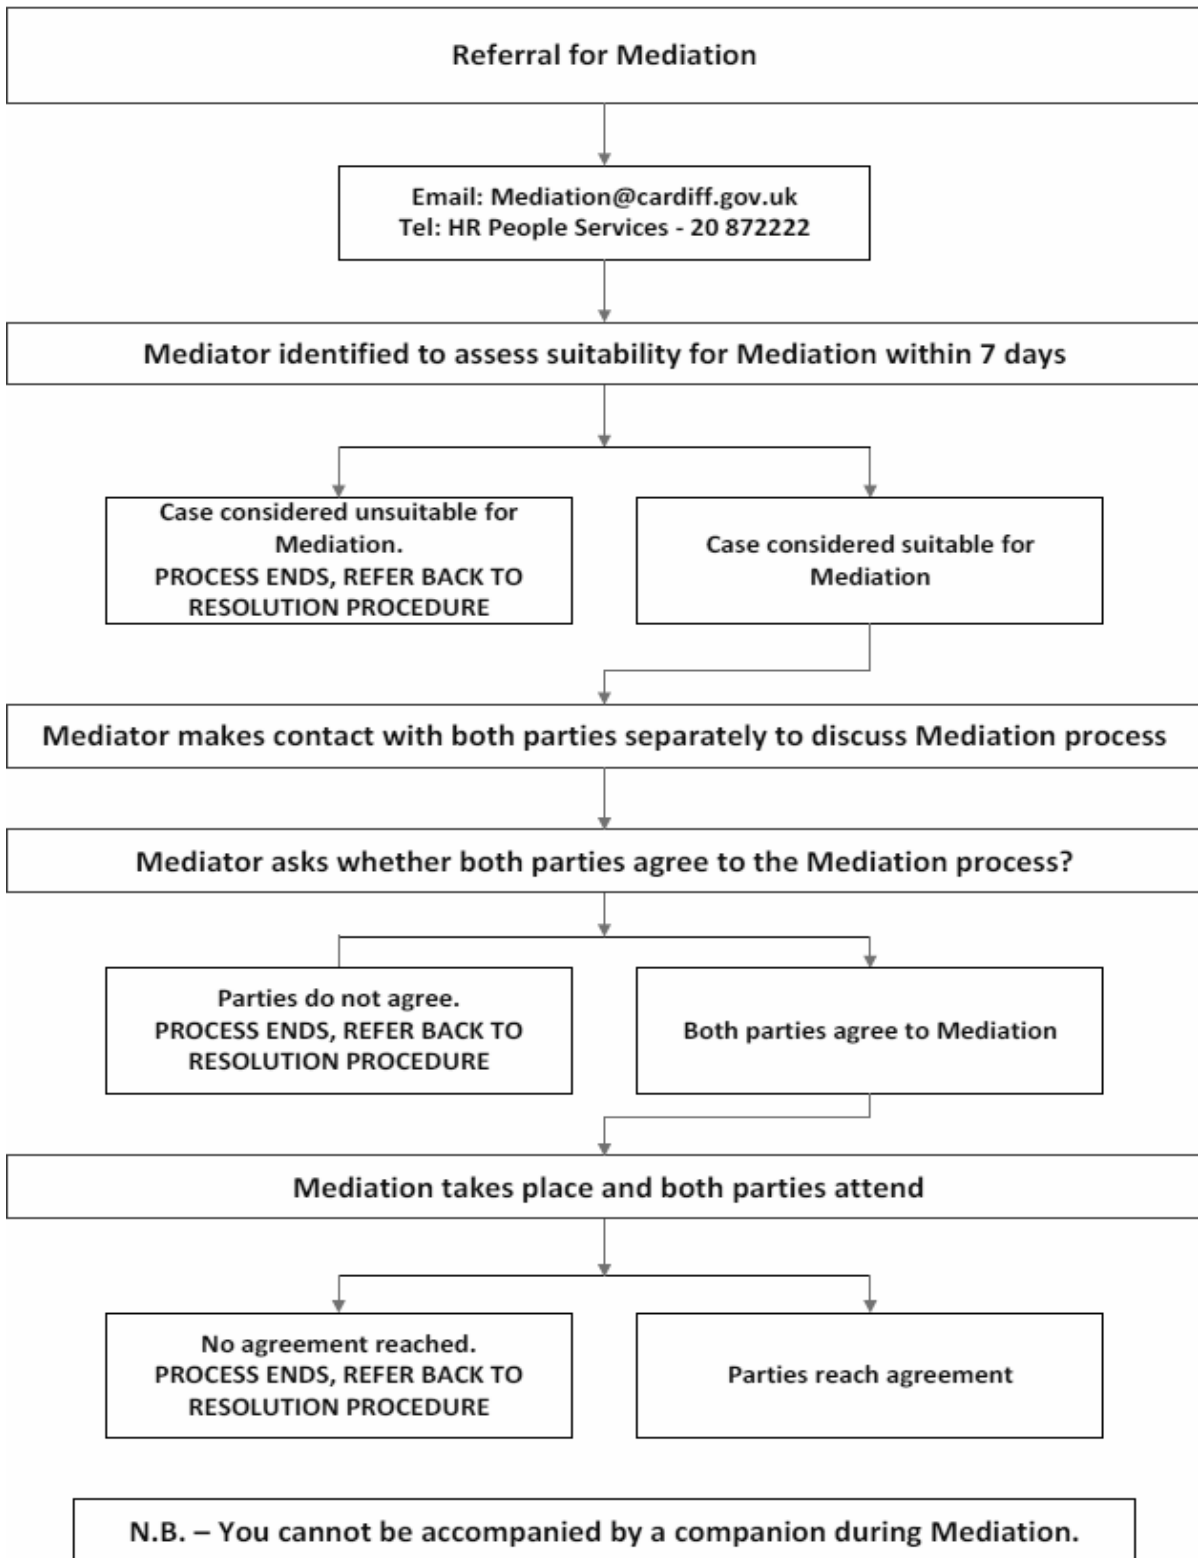 Referral for Mediation
Email: Mediation@cardiff.gov.uk
Tel: HR People Services - 20 872222
Mediator identified to assess suitability for Mediation within 7 days
Case considered unsuitable for
Mediation.
PROCESS ENDS, REFER BACK TO
RESOLUTION PROCEDURE
Case considered suitable for
Mediation
Mediator makes contact with both parties separately to discuss Mediation process
Mediator asks whether both parties agree to the Mediation process?
Parties do not agree.
PROCESS ENDS, REFER BACK TO
RESOLUTION PROCEDURE
Both parties agree to Mediation
Mediation takes place and both parties attend
No agreement reached.
PROCESS ENDS, REFER BACK TO
RESOLUTION PROCEDURE
Parties reach agreement
N.B. – You cannot be accompanied by a companion during Mediation.